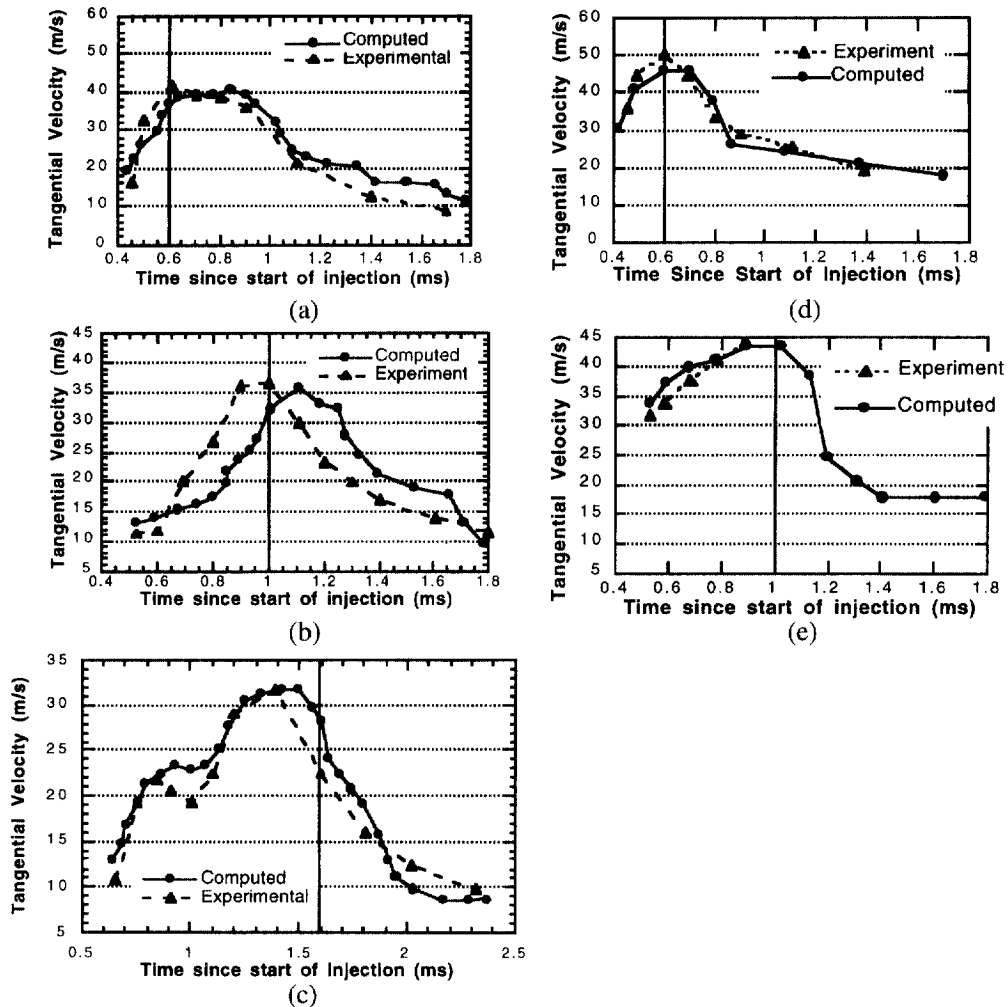 Tangential Velocity (m/s)
60
50
40
30
20
10
0
Computed
Experimental
0.4 0.6 0.8 1 1.2 1.4 1.6 1.8
Time since start of injection (ms)
(a)
Tangential Velocity (m/s)
60
50
40
30
20
10
0
Experiment
Computed
0.4 0.6 0.8 1 1.2 1.4 1.6 1.8
Time Since Start of Injection (ms)
(d)
Tangential Velocity (m/s)
45
40
35
30
25
20
15
10
5
Computed
Experiment
0.4 0.6 0.8 1 1.2 1.4 1.6 1.8
Time since start of injection (ms)
(b)
Tangential Velocity (m/s)
45
40
35
30
25
20
15
10
5
Experiment
Computed
0.4 0.6 0.8 1 1.2 1.4 1.6 1.8
Time since start of injection (ms)
(e)
Tangential Velocity (m/s)
35
30
25
20
15
10
5
Computed
Experimental
0.5 1 1.5 2 2.5
Time since start of Injection (ms)
(c)